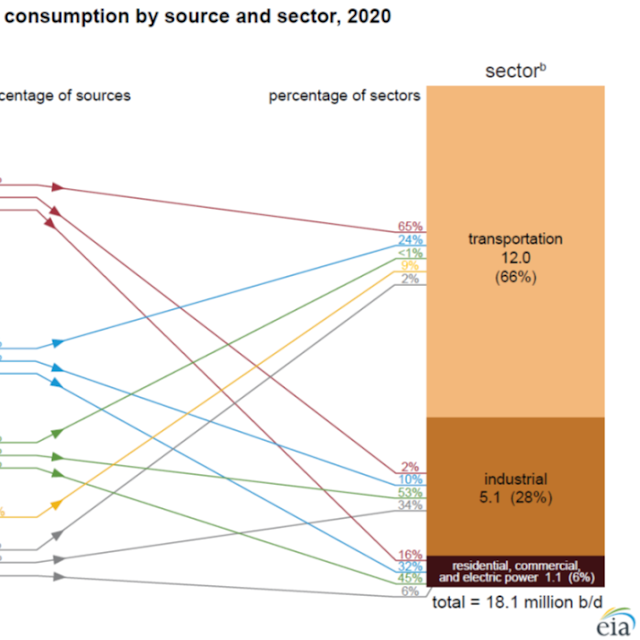 consumption by source and sector, 2020
sectorᵇ
centage of sources
percentage of sectors
65%
24%
<1%
9%
2%
transportation
12.0
(66%)
2%
10%
53%
34%
industrial
5.1 (28%)
16%
32%
45%
6%
residential, commercial,
and electric power 1.1 (6%)
total = 18.1 million b/d
eia